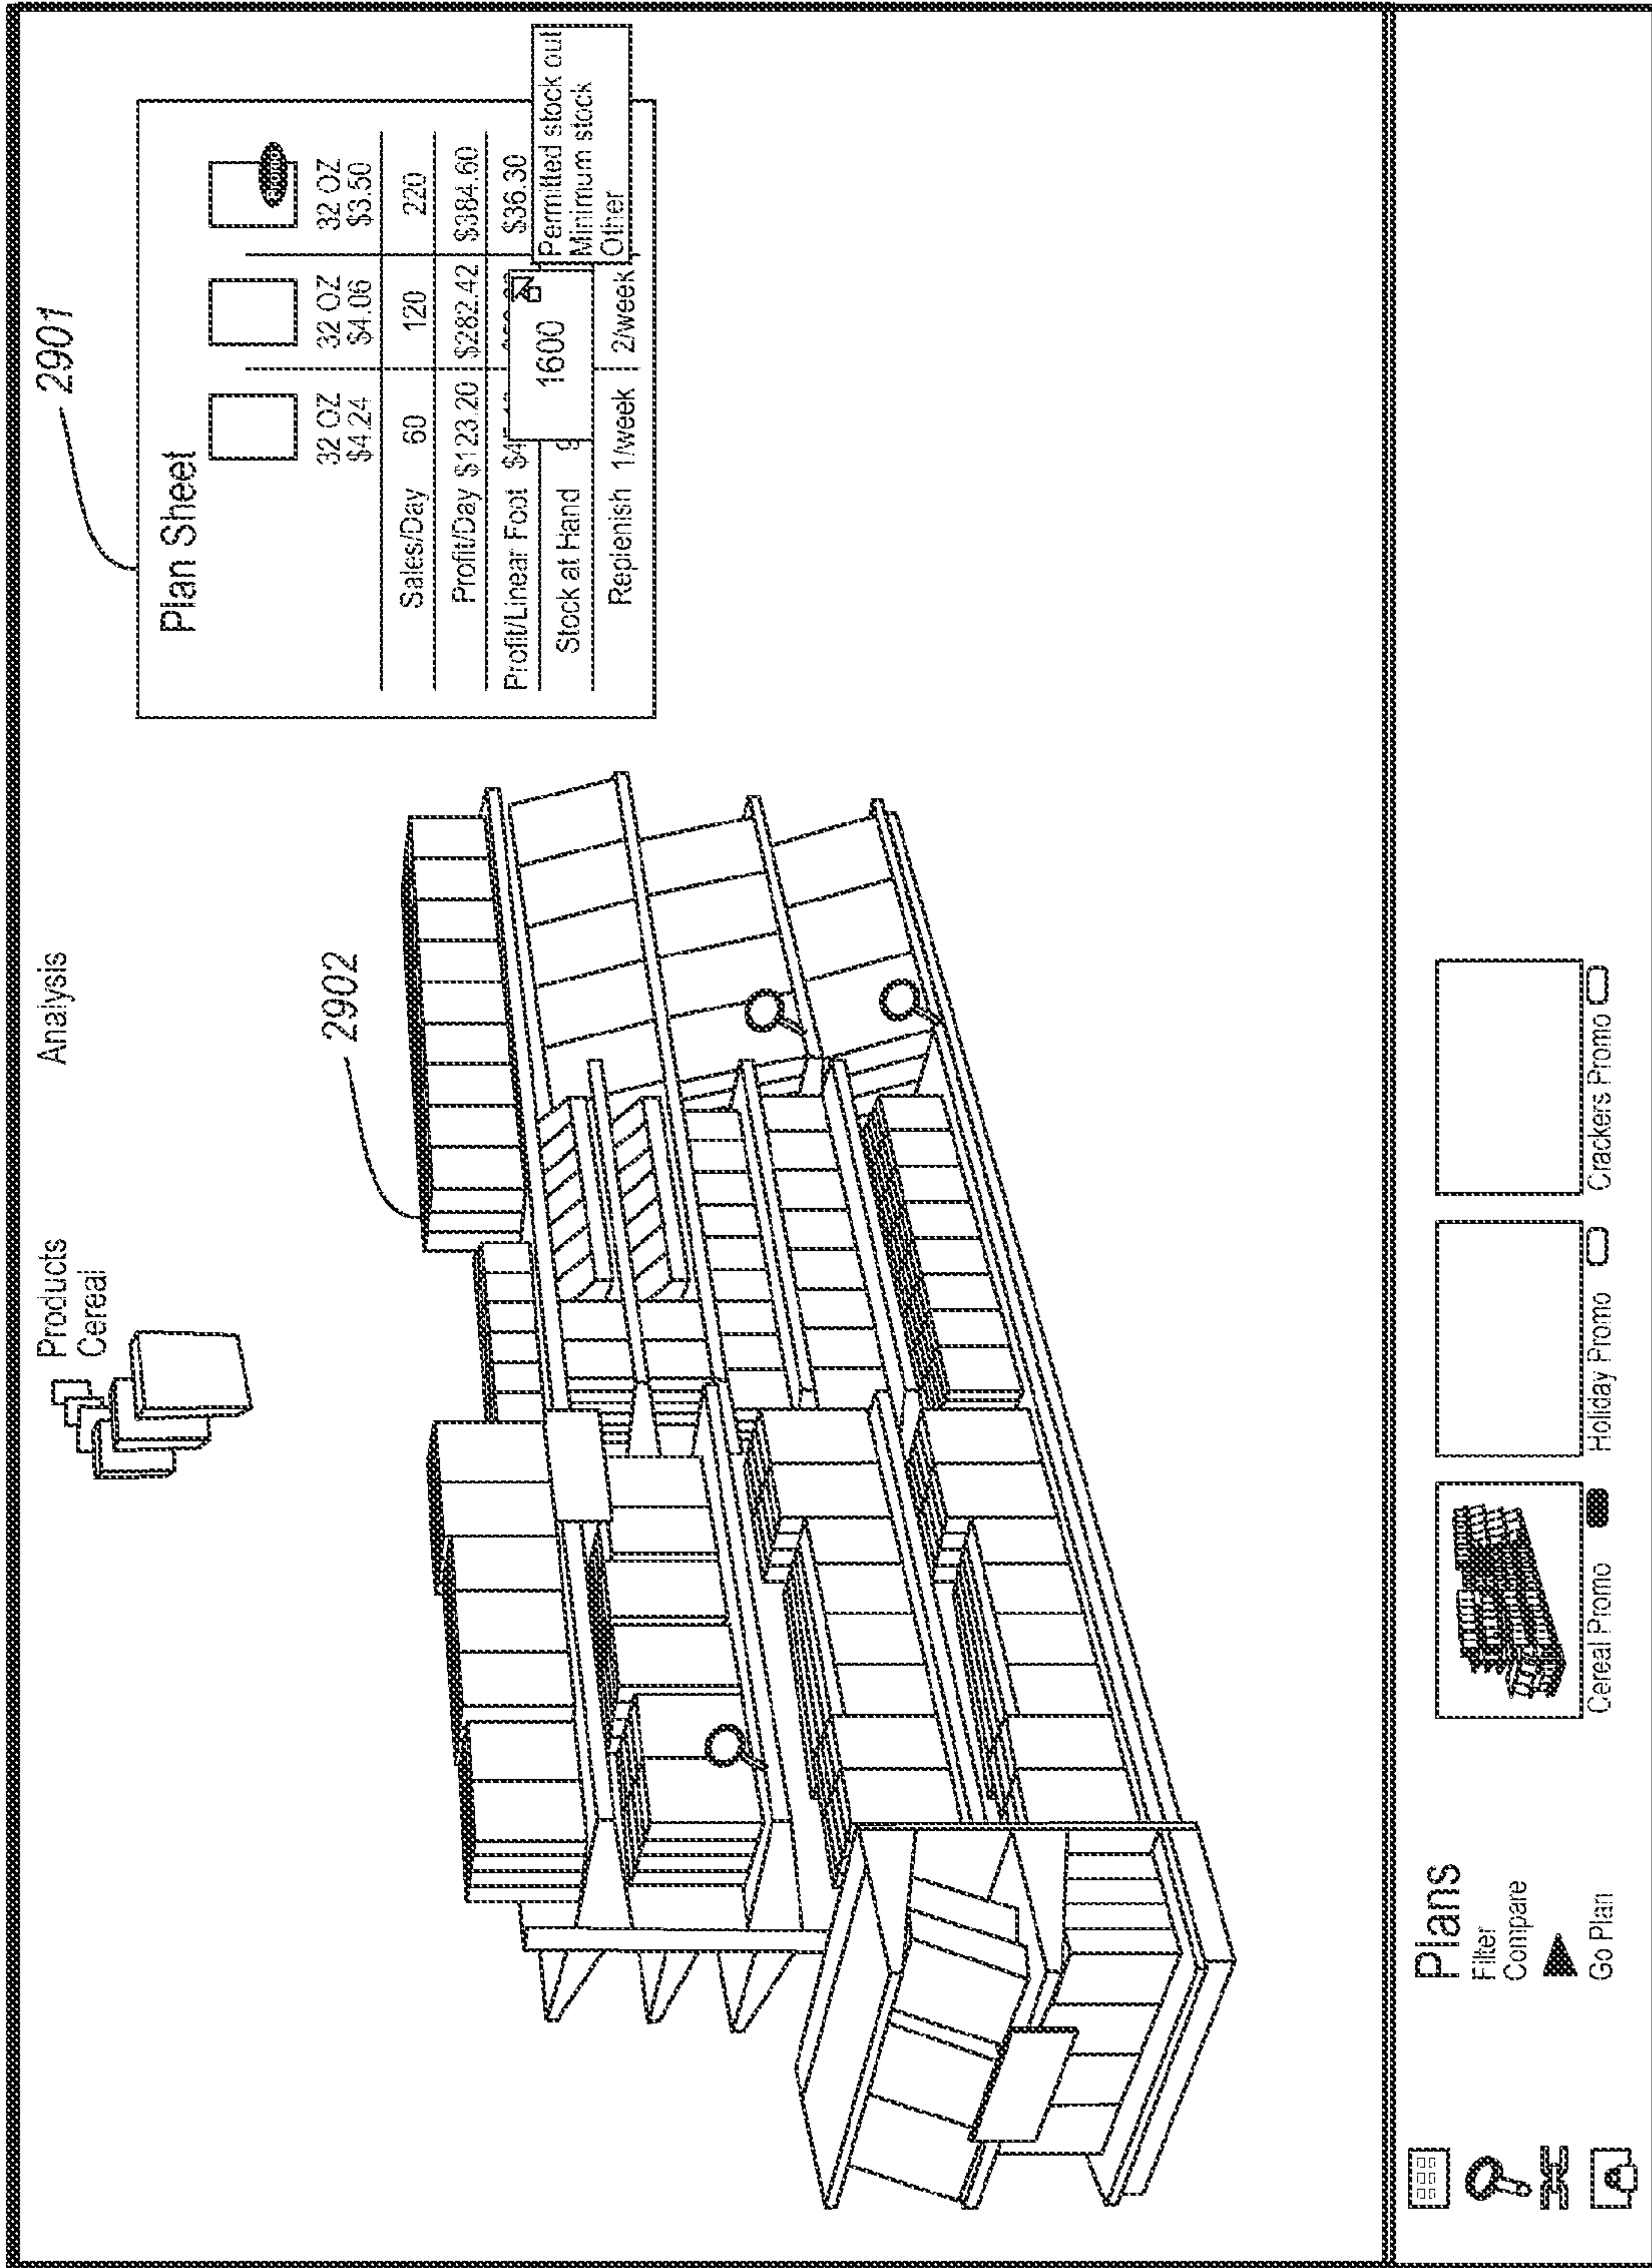 Products
Cereal
Analysis
2901
2902
Plan Sheet
32 OZ 32 OZ 32 OZ
$4.24 $4.06 $3.50
Sales/Day 60 120 220
Profit/Day $123.20 $282.42 $384.60
Profit/Linear Foot $36.30
Stock at Hand 1600
Permitted stock out
Minimum stock
Other
Replenish 1/week 2/week
Plans
Filter
Compare
Go Plan
Cereal Promo
Holiday Promo
Crackers Promo